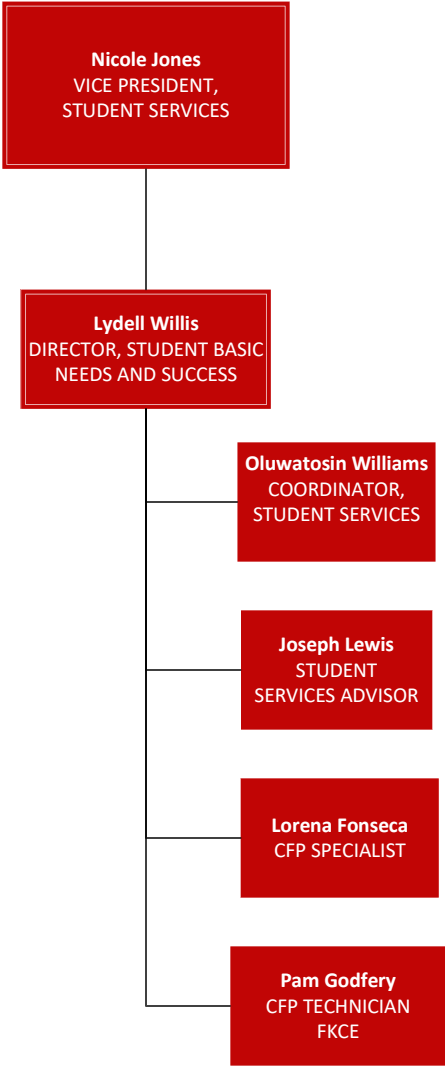 Nicole Jones
VICE PRESIDENT,
STUDENT SERVICES
Lydell Willis
DIRECTOR, STUDENT BASIC
NEEDS AND SUCCESS
Oluwatosin Williams
COORDINATOR,
STUDENT SERVICES
Joseph Lewis
STUDENT
SERVICES ADVISOR
Lorena Fonseca
CFP SPECIALIST
Pam Godfery
CFP TECHNICIAN
FKCE